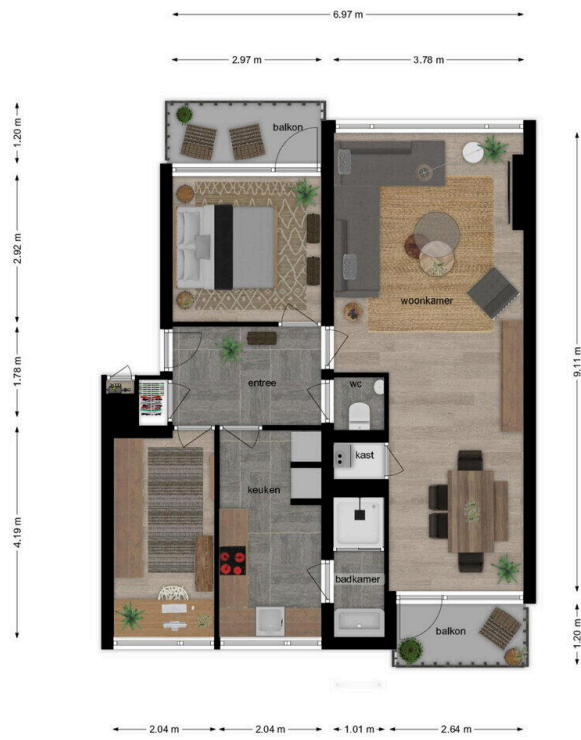 6.97 m
2.97 m
3.78 m
1.20 m
balkon
2.92 m
woonkamer
9.11 m
1.78 m
entree
wc
kast
keuken
4.19 m
badkamer
balkon
1.20 m
2.04 m
2.04 m
1.01 m
2.64 m